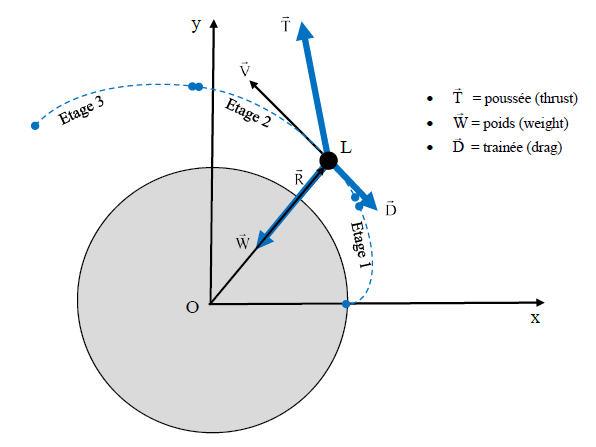 y
T
V
Etage 3
Etage 2
L
• T = poussée (thrust)
• W = poids (weight)
• D = trainée (drag)
R
D
W
Etage 1
O
x